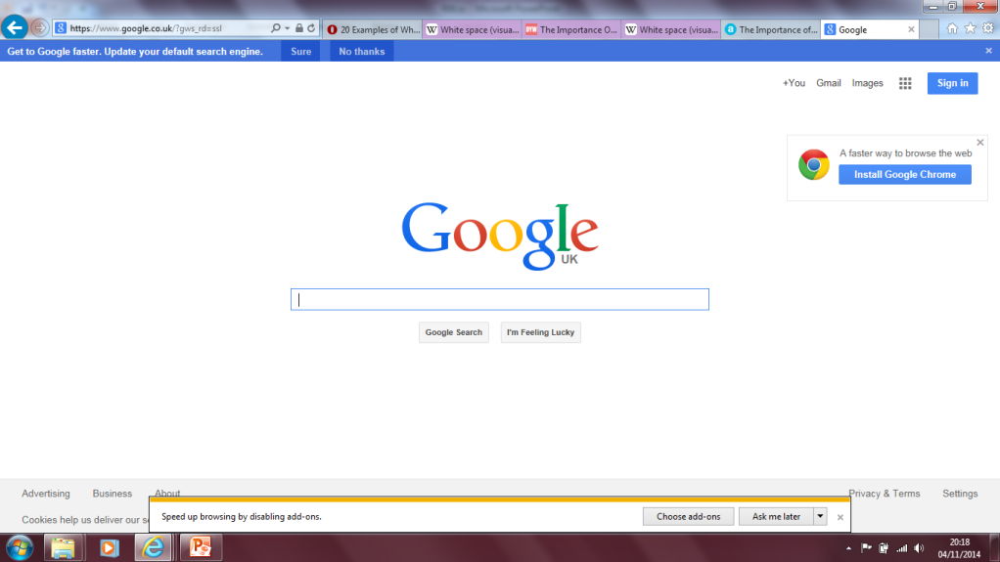 https://www.google.co.uk/?gws_rd=ssl
20 Examples of Wh...
White space (visua...
The Importance O...
White space (visua...
The Importance of...
Google
Get to Google faster. Update your default search engine.
Sure
No thanks
+You
Gmail
Images
Sign in
A faster way to browse the web
Install Google Chrome
Google
UK
Google Search
I'm Feeling Lucky
Advertising
Business
About
Privacy & Terms
Settings
Cookies help us deliver our
Speed up browsing by disabling add-ons.
Choose add-ons
Ask me later
20:18
04/11/2014